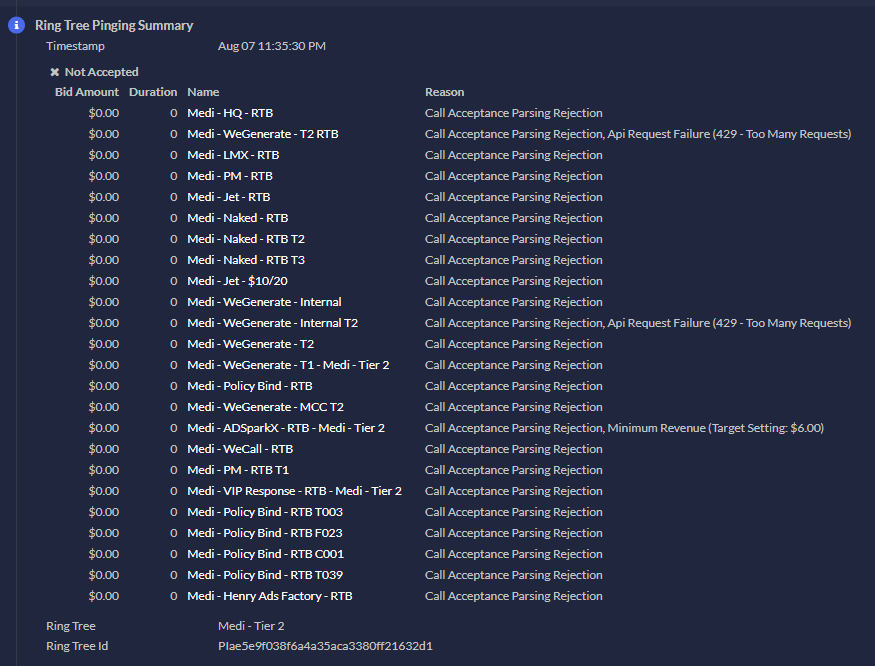 Ring Tree Pinging Summary
Timestamp Aug 07 11:35:30 PM
✖ Not Accepted
Bid Amount Duration Name Reason
$0.00 0 Medi - HQ - RTB Call Acceptance Parsing Rejection
$0.00 0 Medi - WeGenerate - T2 RTB Call Acceptance Parsing Rejection, Api Request Failure (429 - Too Many Requests)
$0.00 0 Medi - LMX - RTB Call Acceptance Parsing Rejection
$0.00 0 Medi - PM - RTB Call Acceptance Parsing Rejection
$0.00 0 Medi - Jet - RTB Call Acceptance Parsing Rejection
$0.00 0 Medi - Naked - RTB Call Acceptance Parsing Rejection
$0.00 0 Medi - Naked - RTB T2 Call Acceptance Parsing Rejection
$0.00 0 Medi - Naked - RTB T3 Call Acceptance Parsing Rejection
$0.00 0 Medi - Jet - $10/20 Call Acceptance Parsing Rejection
$0.00 0 Medi - WeGenerate - Internal Call Acceptance Parsing Rejection
$0.00 0 Medi - WeGenerate - Internal T2 Call Acceptance Parsing Rejection, Api Request Failure (429 - Too Many Requests)
$0.00 0 Medi - WeGenerate - T2 Call Acceptance Parsing Rejection
$0.00 0 Medi - WeGenerate - T1 - Medi - Tier 2 Call Acceptance Parsing Rejection
$0.00 0 Medi - Policy Bind - RTB Call Acceptance Parsing Rejection
$0.00 0 Medi - WeGenerate - MCC T2 Call Acceptance Parsing Rejection
$0.00 0 Medi - ADSparkX - RTB - Medi - Tier 2 Call Acceptance Parsing Rejection, Minimum Revenue (Target Setting: $6.00)
$0.00 0 Medi - WeCall - RTB Call Acceptance Parsing Rejection
$0.00 0 Medi - PM - RTB T1 Call Acceptance Parsing Rejection
$0.00 0 Medi - VIP Response - RTB - Medi - Tier 2 Call Acceptance Parsing Rejection
$0.00 0 Medi - Policy Bind - RTB T003 Call Acceptance Parsing Rejection
$0.00 0 Medi - Policy Bind - RTB F023 Call Acceptance Parsing Rejection
$0.00 0 Medi - Policy Bind - RTB C001 Call Acceptance Parsing Rejection
$0.00 0 Medi - Policy Bind - RTB T039 Call Acceptance Parsing Rejection
$0.00 0 Medi - Henry Ads Factory - RTB Call Acceptance Parsing Rejection
Ring Tree Medi - Tier 2
Ring Tree Id PIae5e9f038f6a4a35aca3380ff21632d1